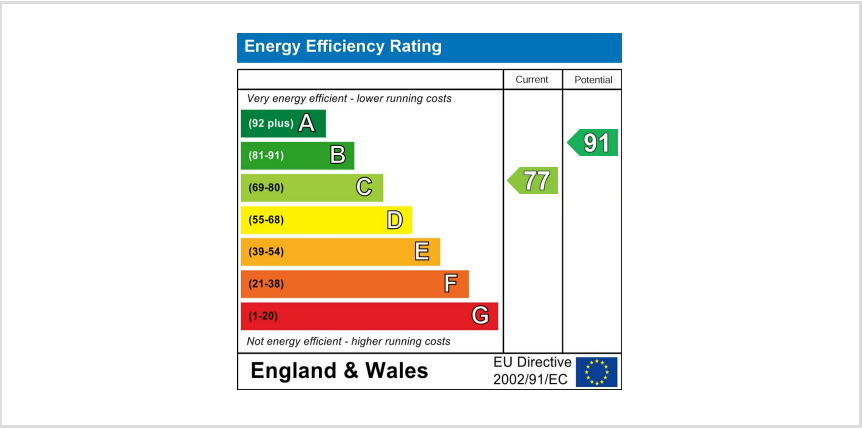 Energy Efficiency Rating
Current Potential
Very energy efficient - lower running costs
(92 plus) A
(81-91) B
(69-80) C
(55-68) D
(39-54) E
(21-38) F
(1-20) G
77
91
Not energy efficient - higher running costs
England & Wales
EU Directive
2002/91/EC